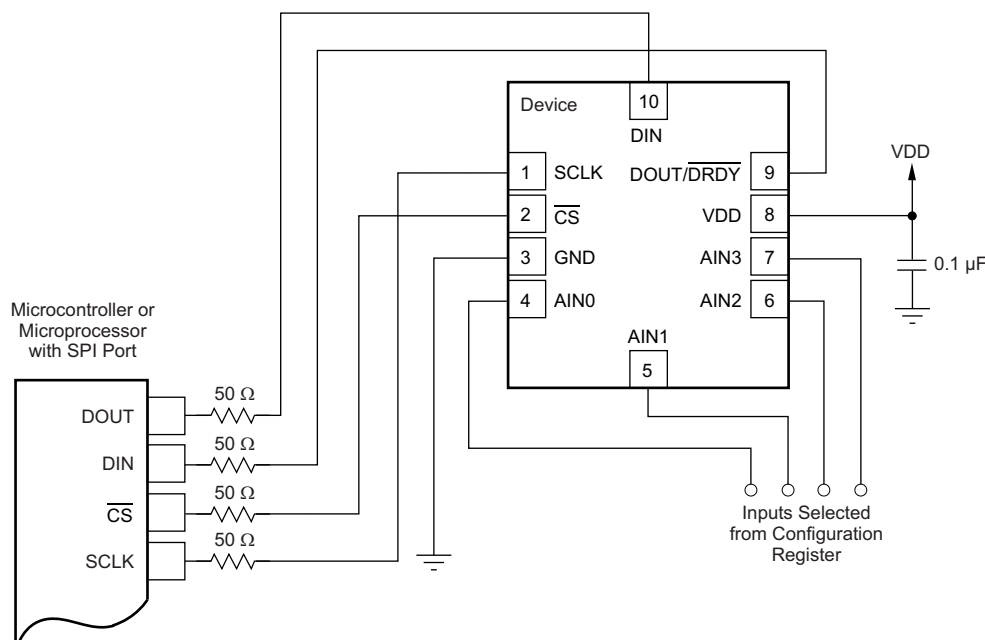 Device
10
DIN
1
SCLK
DOUT/DRDY
9
VDD
2
CS
VDD
8
3
GND
AIN3
7
0.1 µF
4
AIN0
AIN2
6
AIN1
5
Microcontroller or
Microprocessor
with SPI Port
DOUT
50 Ω
DIN
50 Ω
CS
50 Ω
SCLK
50 Ω
Inputs Selected
from Configuration
Register